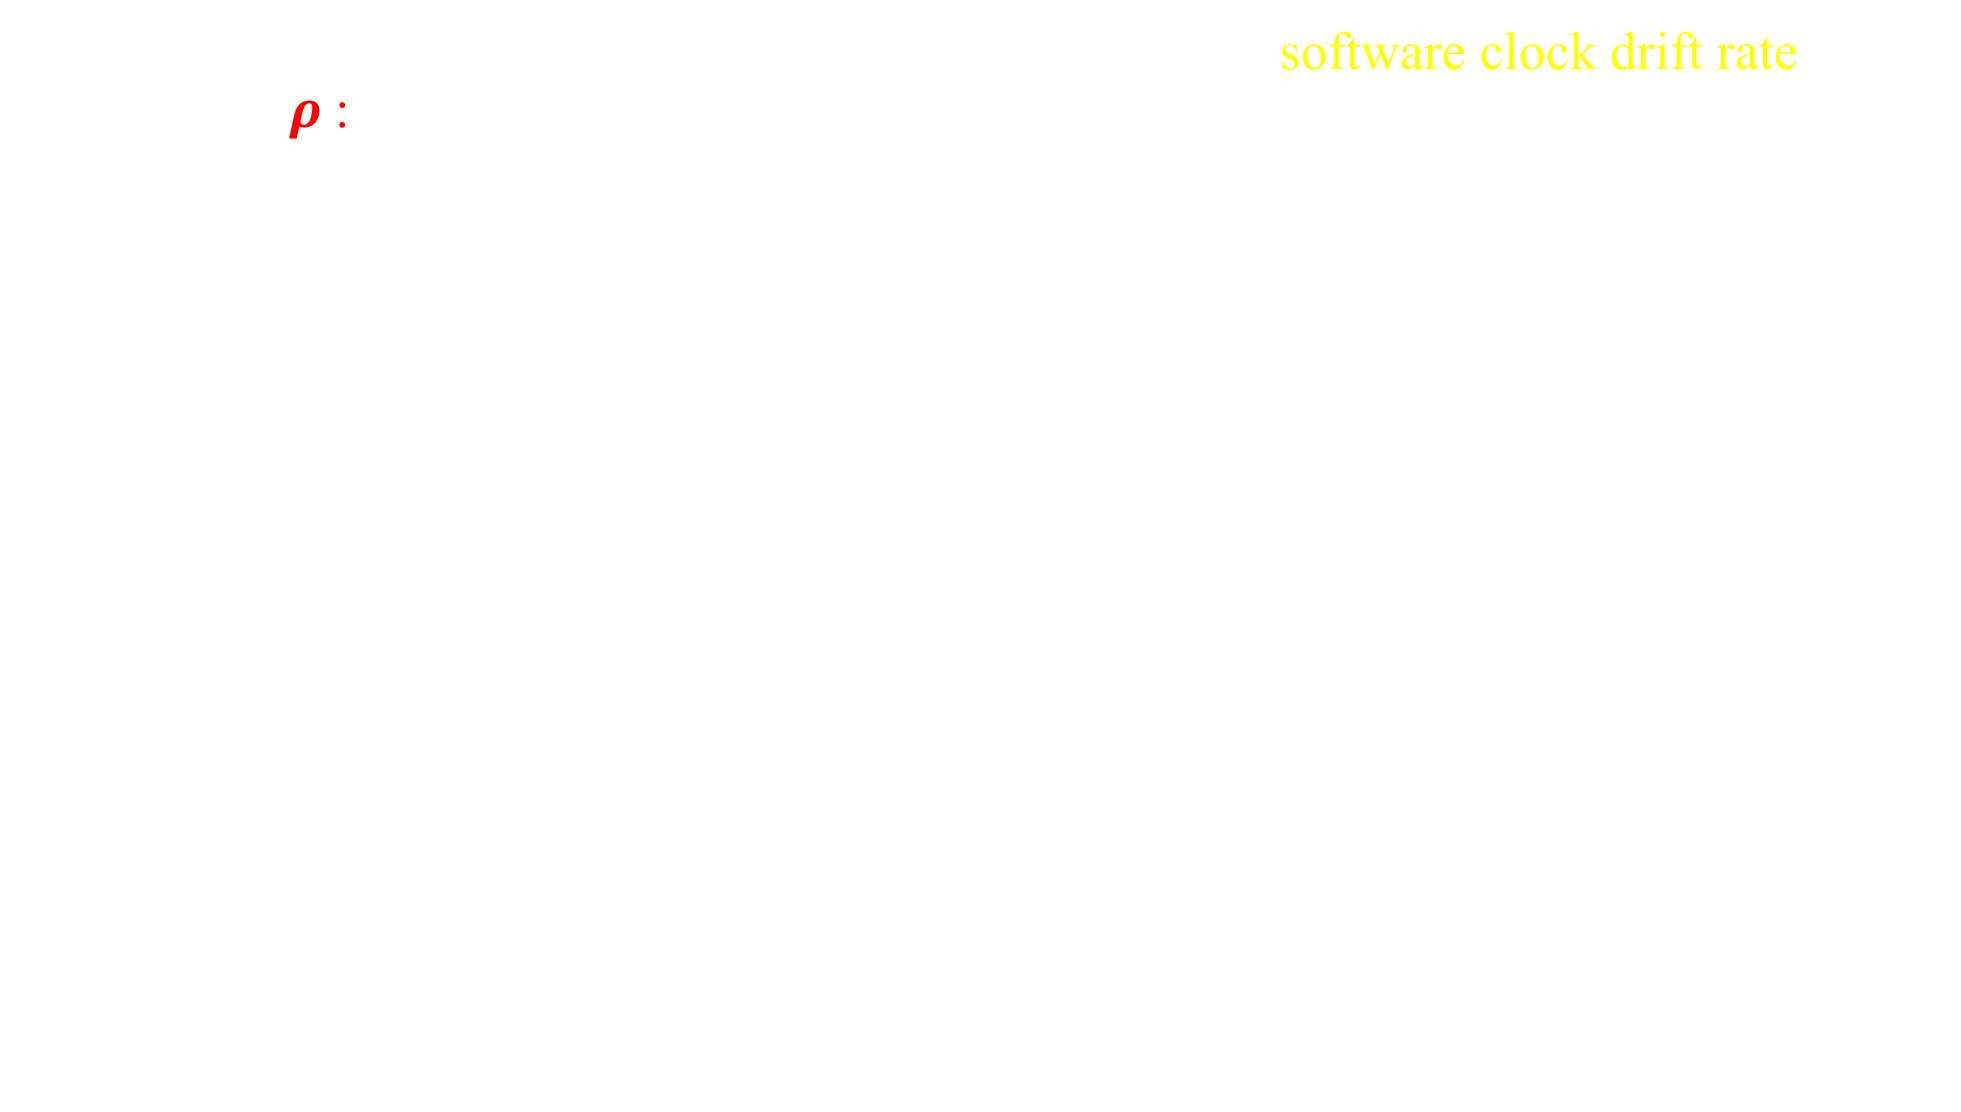 software clock drift rate
ρ :